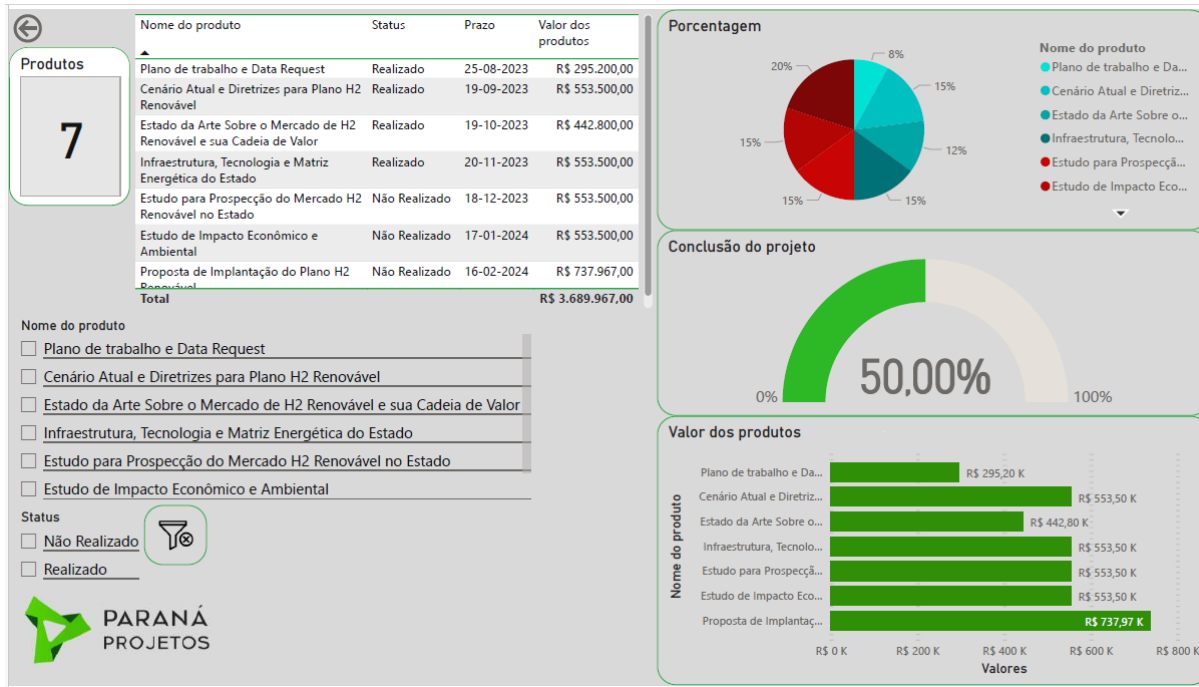 Produtos
7
Nome do produto Status Prazo Valor dos
produtos
Plano de trabalho e Data Request Realizado 25-08-2023 R$ 295.200,00
Cenário Atual e Diretrizes para Plano H2 Realizado 19-09-2023 R$ 553.500,00
Renovável
Estado da Arte Sobre o Mercado de H2 Realizado 19-10-2023 R$ 442.800,00
Renovável e sua Cadeia de Valor
Infraestrutura, Tecnologia e Matriz Realizado 20-11-2023 R$ 553.500,00
Energética do Estado
Estudo para Prospecção do Mercado H2 Não Realizado 18-12-2023 R$ 553.500,00
Renovável no Estado
Estudo de Impacto Econômico e Não Realizado 17-01-2024 R$ 553.500,00
Ambiental
Proposta de Implantação do Plano H2 Não Realizado 16-02-2024 R$ 737.967,00
Renovável
Total R$ 3.689.967,00
Nome do produto
Plano de trabalho e Data Request
Cenário Atual e Diretrizes para Plano H2 Renovável
Estado da Arte Sobre o Mercado de H2 Renovável e sua Cadeia de Valor
Infraestrutura, Tecnologia e Matriz Energética do Estado
Estudo para Prospecção do Mercado H2 Renovável no Estado
Estudo de Impacto Econômico e Ambiental
Status
Não Realizado
Realizado
PARANÁ
PROJETOS
Porcentagem
8%
15%
12%
15%
15%
15%
20%
Nome do produto
Plano de trabalho e Da...
Cenário Atual e Diretriz...
Estado da Arte Sobre o...
Infraestrutura, Tecnolo...
Estudo para Prospecçã...
Estudo de Impacto Eco...
Conclusão do projeto
50,00%
0% 100%
Valor dos produtos
Nome do produto
Plano de trabalho e Da... R$ 295,20 K
Cenário Atual e Diretriz... R$ 553,50 K
Estado da Arte Sobre o... R$ 442,80 K
Infraestrutura, Tecnolo... R$ 553,50 K
Estudo para Prospecçã... R$ 553,50 K
Estudo de Impacto Eco... R$ 553,50 K
Proposta de Implantaç... R$ 737,97 K
R$ 0 K R$ 200 K R$ 400 K R$ 600 K R$ 800 K
Valores